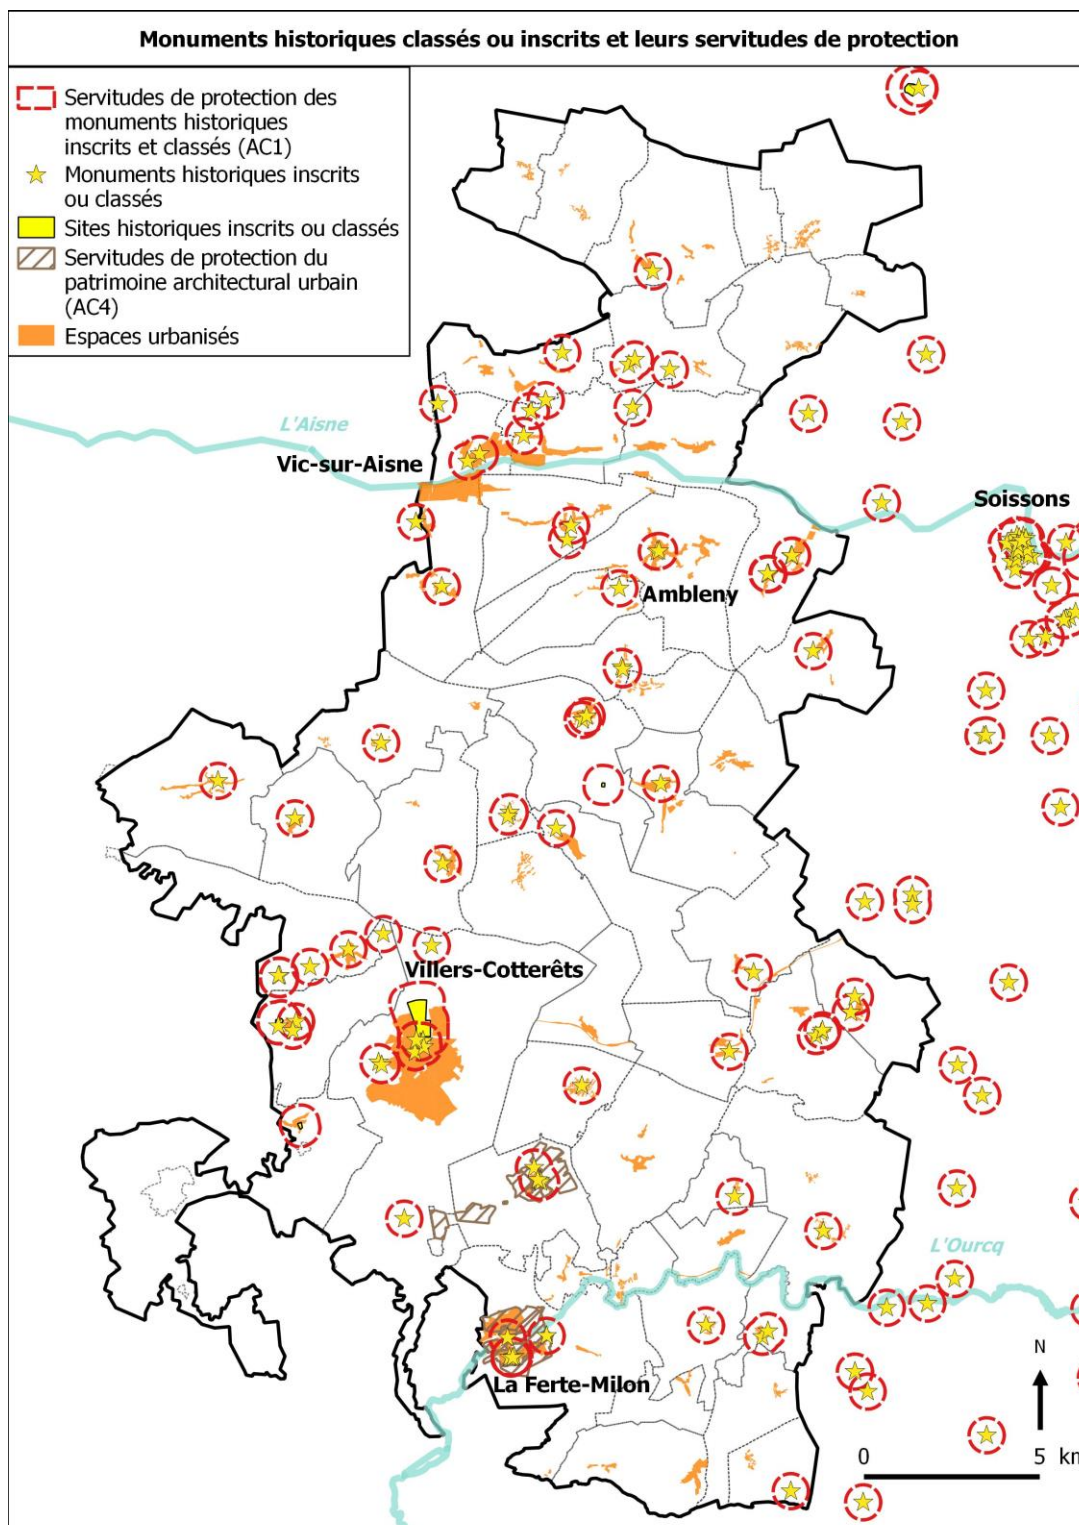 Monuments historiques classés ou inscrits et leurs servitudes de protection
Servitudes de protection des
monuments historiques
inscrits et classés (AC1)
Monuments historiques inscrits
ou classés
Sites historiques inscrits ou classés
Servitudes de protection du
patrimoine architectural urbain
(AC4)
Espaces urbanisés
L'Aisne
Vic-sur-Aisne
Soissons
Ambleny
Villers-Cotterêts
L'Ourcq
La Ferte-Milon
N
0 5 km